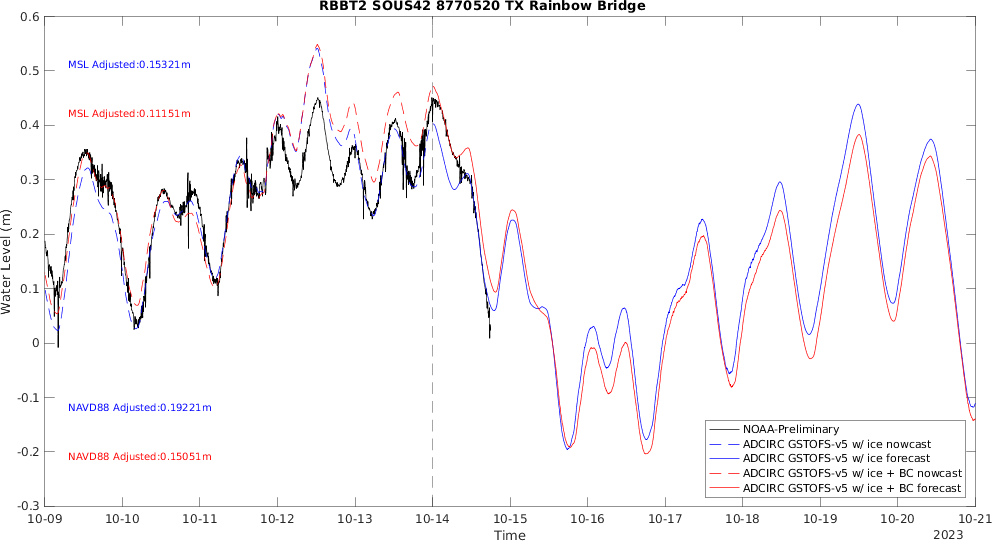 RBBT2 SOUS42 8770520 TX Rainbow Bridge
0.6
0.5
0.4
0.3
0.2
0.1
0
-0.1
-0.2
-0.3
Water Level (m)
MSL Adjusted:0.15321m
MSL Adjusted:0.11151m
NAVD88 Adjusted:0.19221m
NAVD88 Adjusted:0.15051m
NOAA-Preliminary
ADCIRC GSTOFS-v5 w/ ice nowcast
ADCIRC GSTOFS-v5 w/ ice forecast
ADCIRC GSTOFS-v5 w/ ice + BC nowcast
ADCIRC GSTOFS-v5 w/ ice + BC forecast
10-09 10-10 10-11 10-12 10-13 10-14 10-15 10-16 10-17 10-18 10-19 10-20 10-21
Time
2023